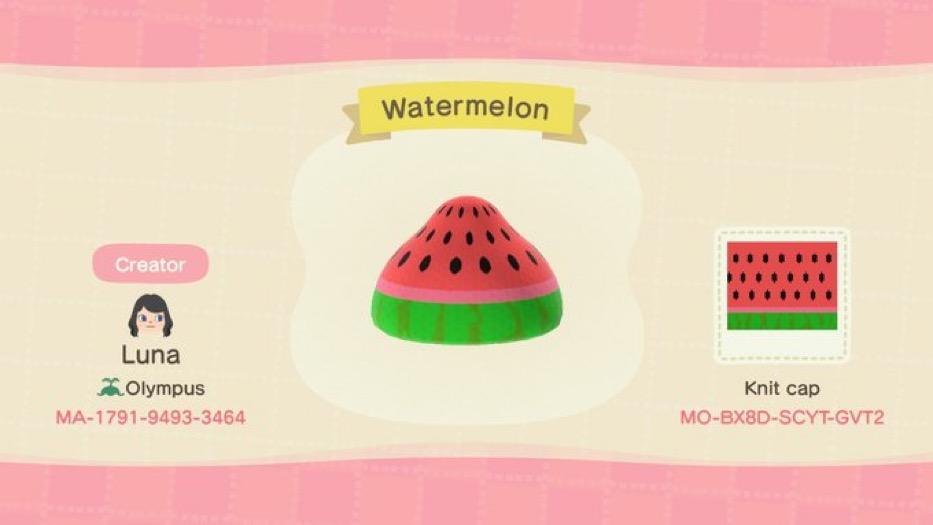 Watermelon
Creator
Luna
Olympus
MA-1791-9493-3464
Knit cap
MO-BX8D-SCYT-GVT2